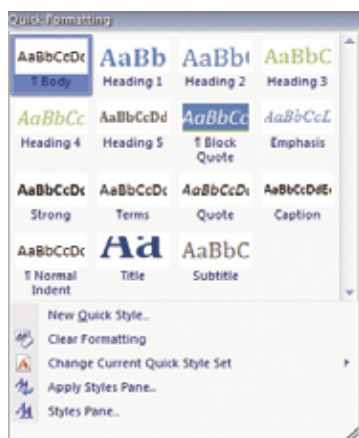 Quick Formatting
AaBbCcDc AaBb AaBb( AaBbC
¶ Body Heading 1 Heading 2 Heading 3
AaBbCc AaBbCcDd AaBbCc AaBbCcL
Heading 4 Heading 5 ¶ Block Quote Emphasis
AaBbCcDc AaBbCcDc AaBbCcDc AaBbCcDdE
Strong Terms Quote Caption
AaBbCcDc Aa AaBbC
¶ Normal Indent Title Subtitle
New Quick Style...
Clear Formatting
Change Current Quick Style Set
Apply Styles Pane...
Styles Pane...